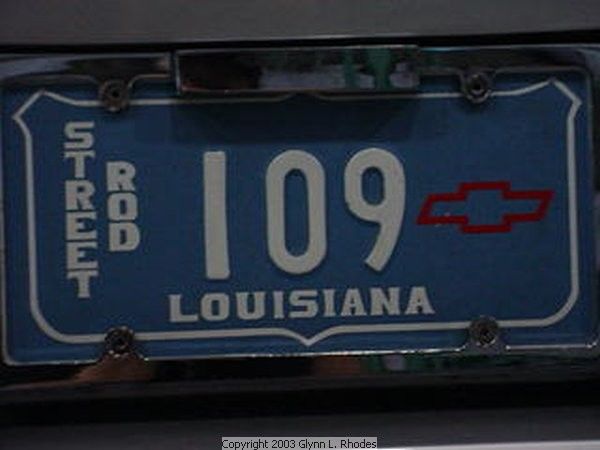 STREET
ROD
109
LOUISIANA
Copyright 2003 Glynn L. Rhodes